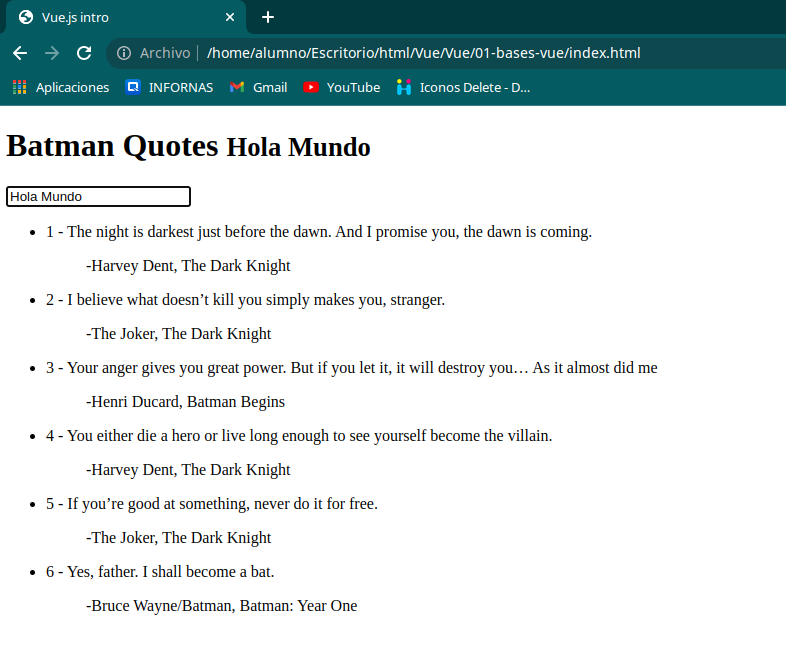 Vue.js intro
Archivo | /home/alumno/Escritorio/html/Vue/Vue/01-bases-vue/index.html
Aplicaciones INFORNAS Gmail YouTube Iconos Delete - D...
Batman Quotes Hola Mundo
Hola Mundo
• 1 - The night is darkest just before the dawn. And I promise you, the dawn is coming.
-Harvey Dent, The Dark Knight
• 2 - I believe what doesn’t kill you simply makes you, stranger.
-The Joker, The Dark Knight
• 3 - Your anger gives you great power. But if you let it, it will destroy you… As it almost did me
-Henri Ducard, Batman Begins
• 4 - You either die a hero or live long enough to see yourself become the villain.
-Harvey Dent, The Dark Knight
• 5 - If you’re good at something, never do it for free.
-The Joker, The Dark Knight
• 6 - Yes, father. I shall become a bat.
-Bruce Wayne/Batman, Batman: Year One